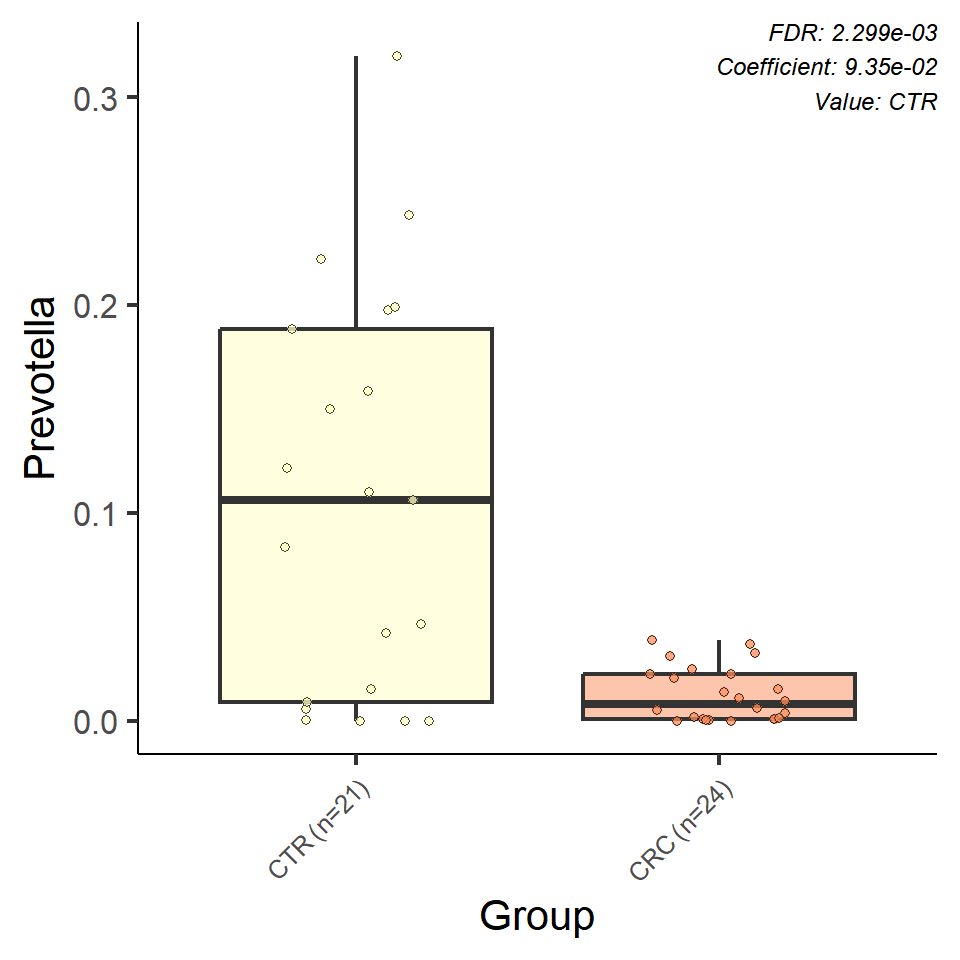 FDR: 2.299e-03
Coefficient: 9.35e-02
Value: CTR
Prevotella
0.3
0.2
0.1
0.0
CTR (n=21)
CRC (n=24)
Group